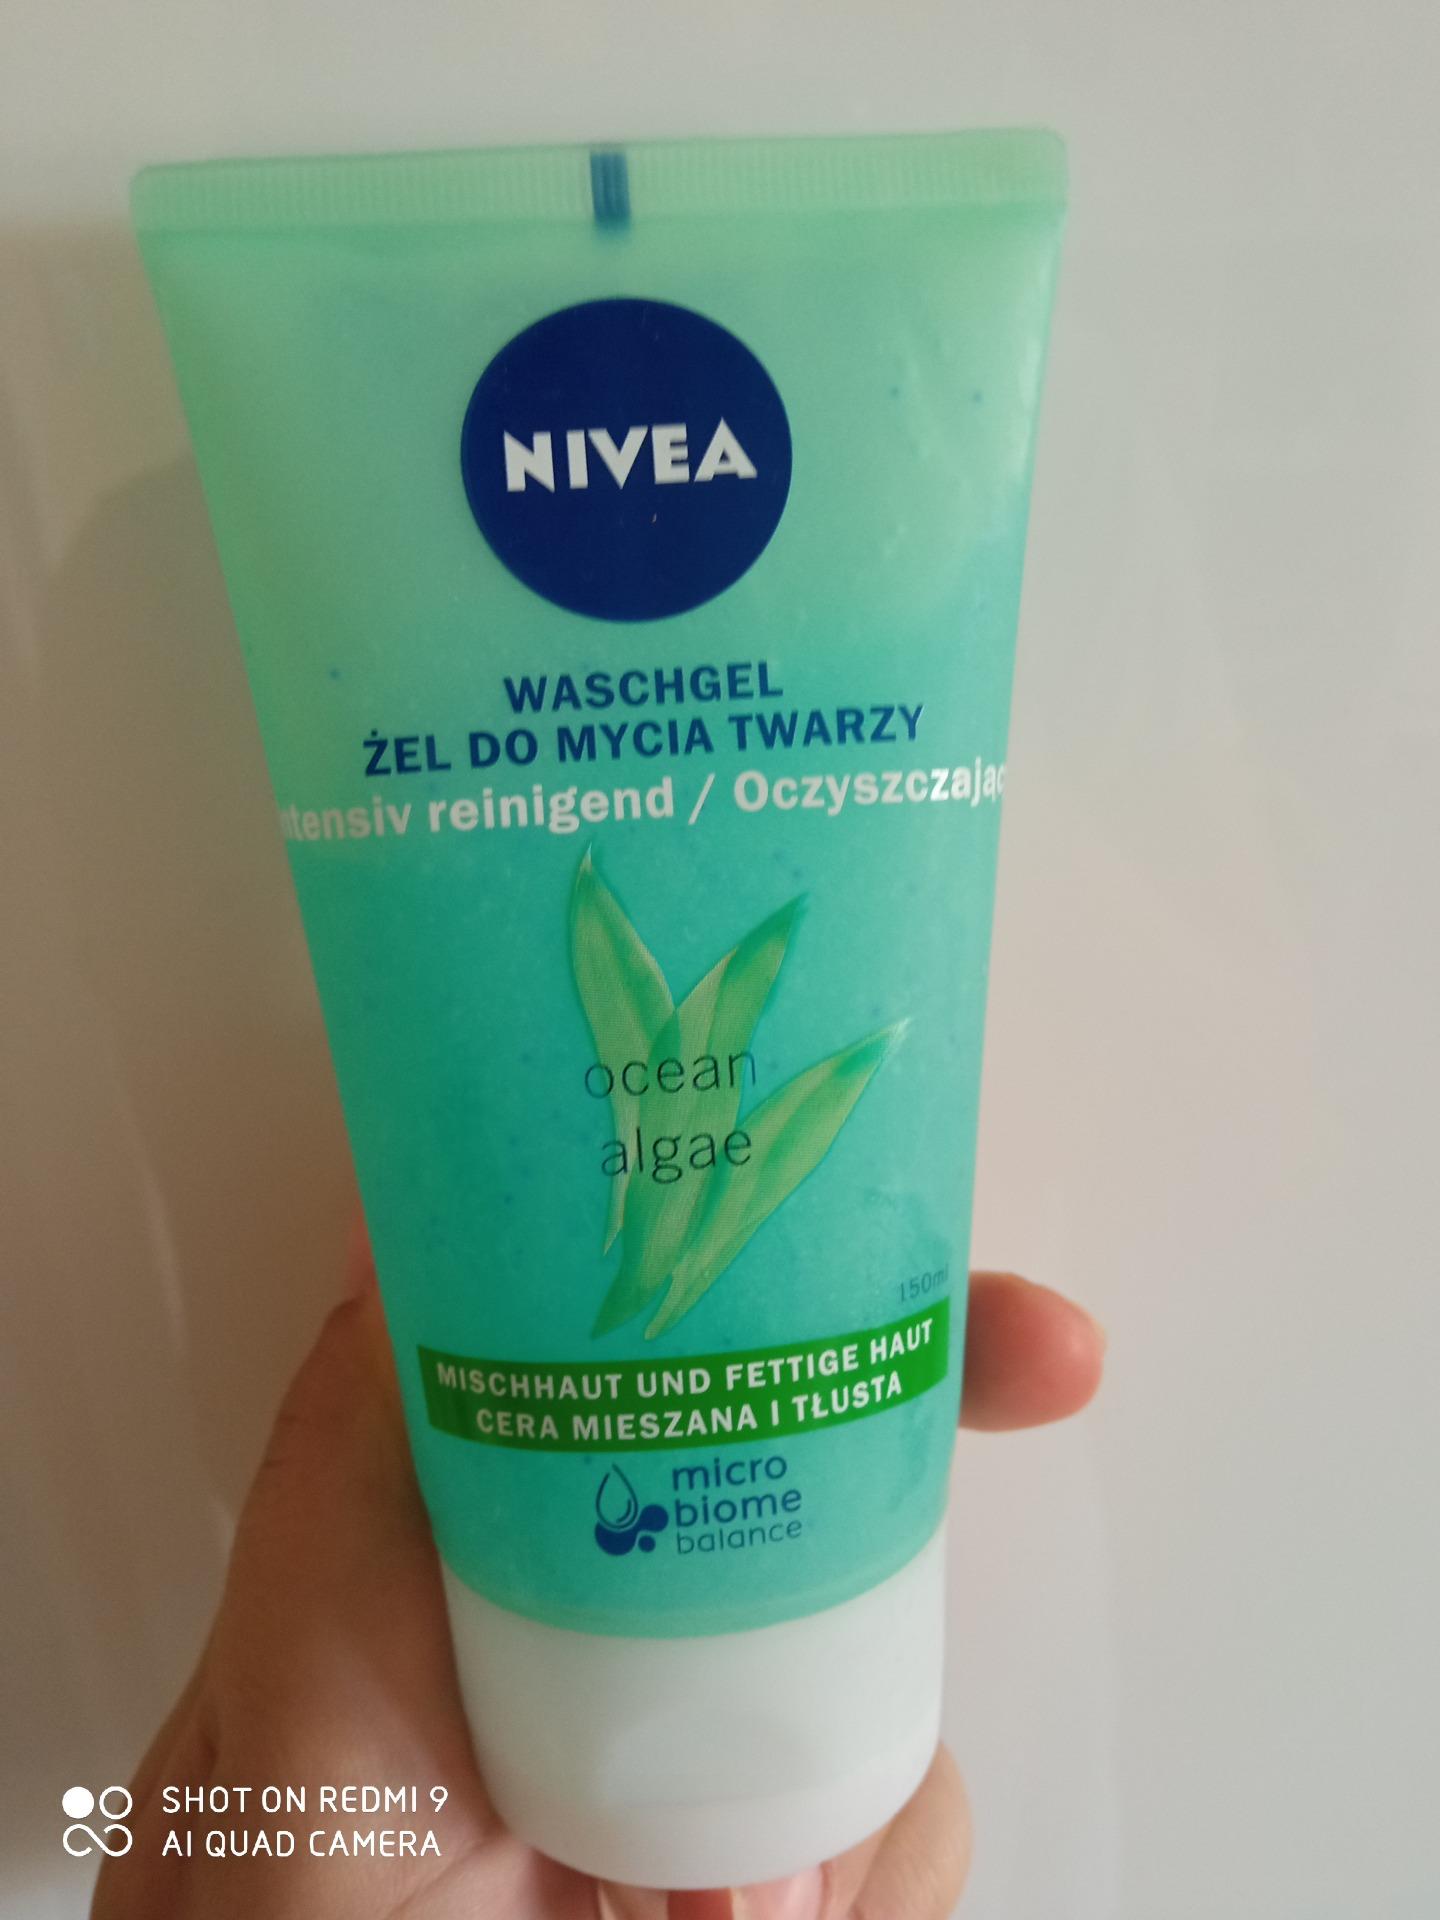 NIVEA
WASCHGEL
ŻEL DO MYCIA TWARZY
reinigend / Oczyszczając
ocean
algae
150ml
MISCHHAUT UND FETTIGE HAUT
CERA MIESZANA I TŁUSTA
micro
biome
balance
SHOT ON REDMI 9
AI QUAD CAMERA